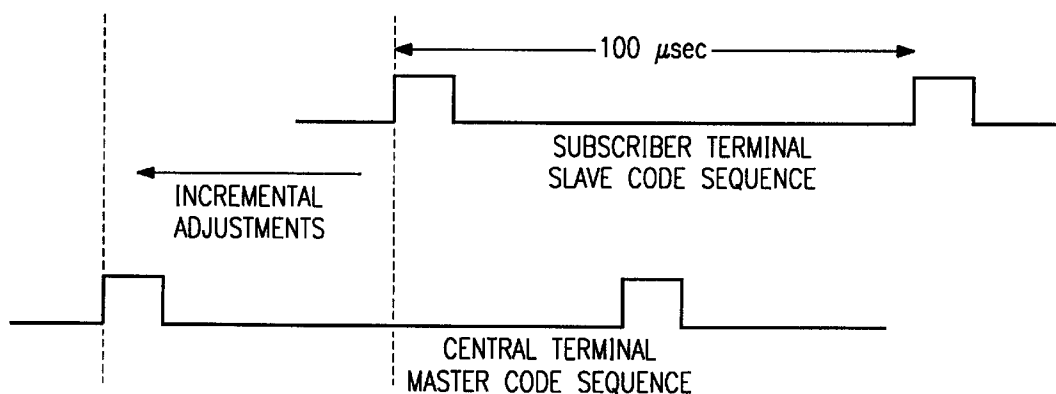 100 μsec
SUBSCRIBER TERMINAL
SLAVE CODE SEQUENCE
INCREMENTAL
ADJUSTMENTS
CENTRAL TERMINAL
MASTER CODE SEQUENCE